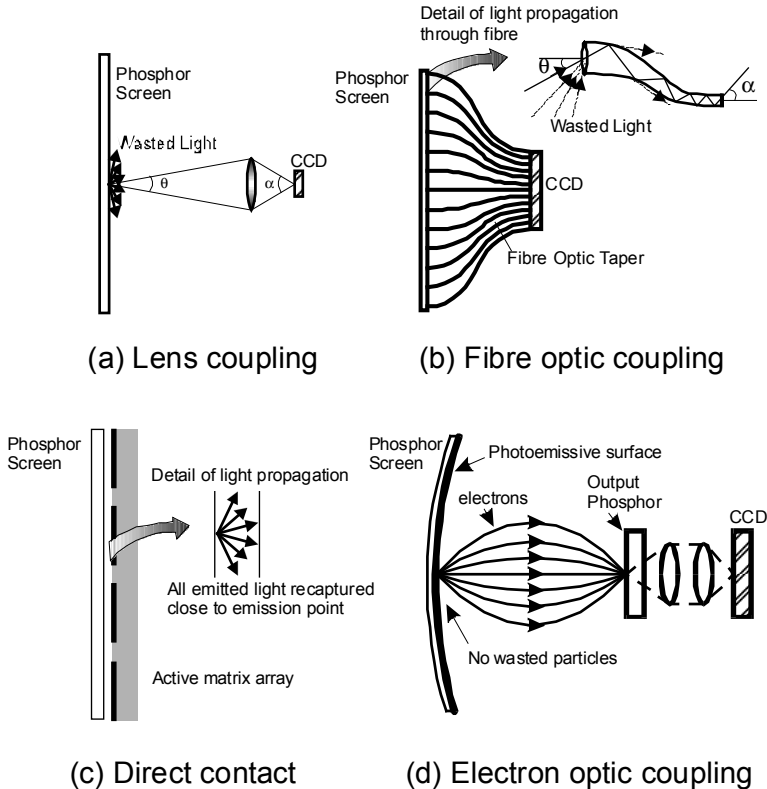 Phosphor
Screen
Wasted Light
θ
α
CCD
(a) Lens coupling
Detail of light propagation
through fibre
Phosphor
Screen
θ
α
Wasted Light
CCD
Fibre Optic Taper
(b) Fibre optic coupling
Phosphor
Screen
Detail of light propagation
All emitted light recaptured
close to emission point
Active matrix array
(c) Direct contact
Phosphor
Screen
Photoemissive surface
electrons
Output
Phosphor
CCD
No wasted particles
(d) Electron optic coupling